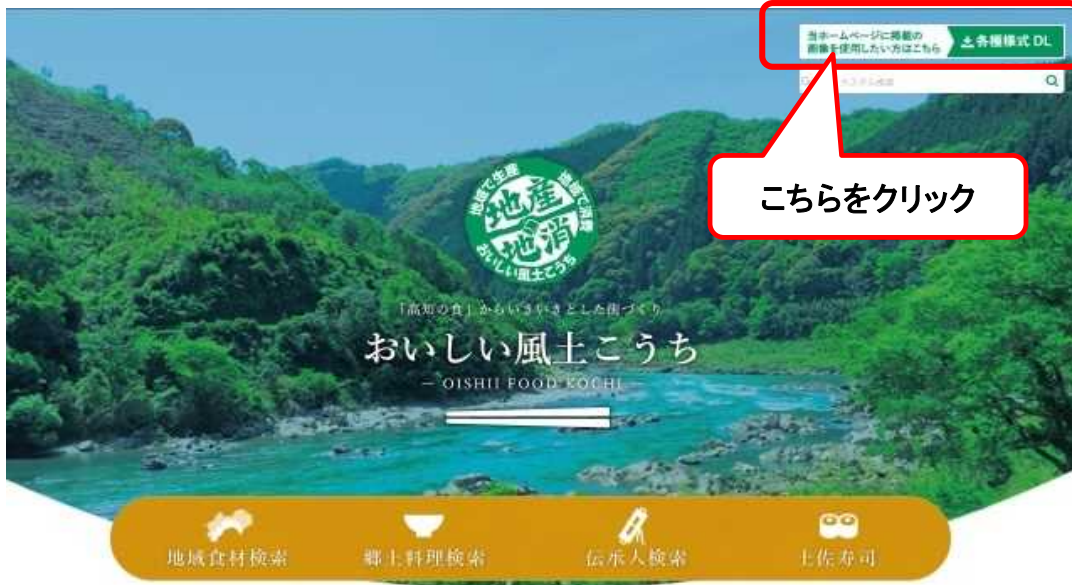 当ホームページに掲載の
画像を使用したい方はこちら
各種様式 DL
こちらをクリック
地域で生産
地域で消費
地産
地消
おいしい風土こうち
「高知の食」からいきいきとした街づくり
おいしい風土こうち
― OISHII FOOD KOCHI ―
地域食材検索
郷土料理検索
伝承人検索
土佐寿司